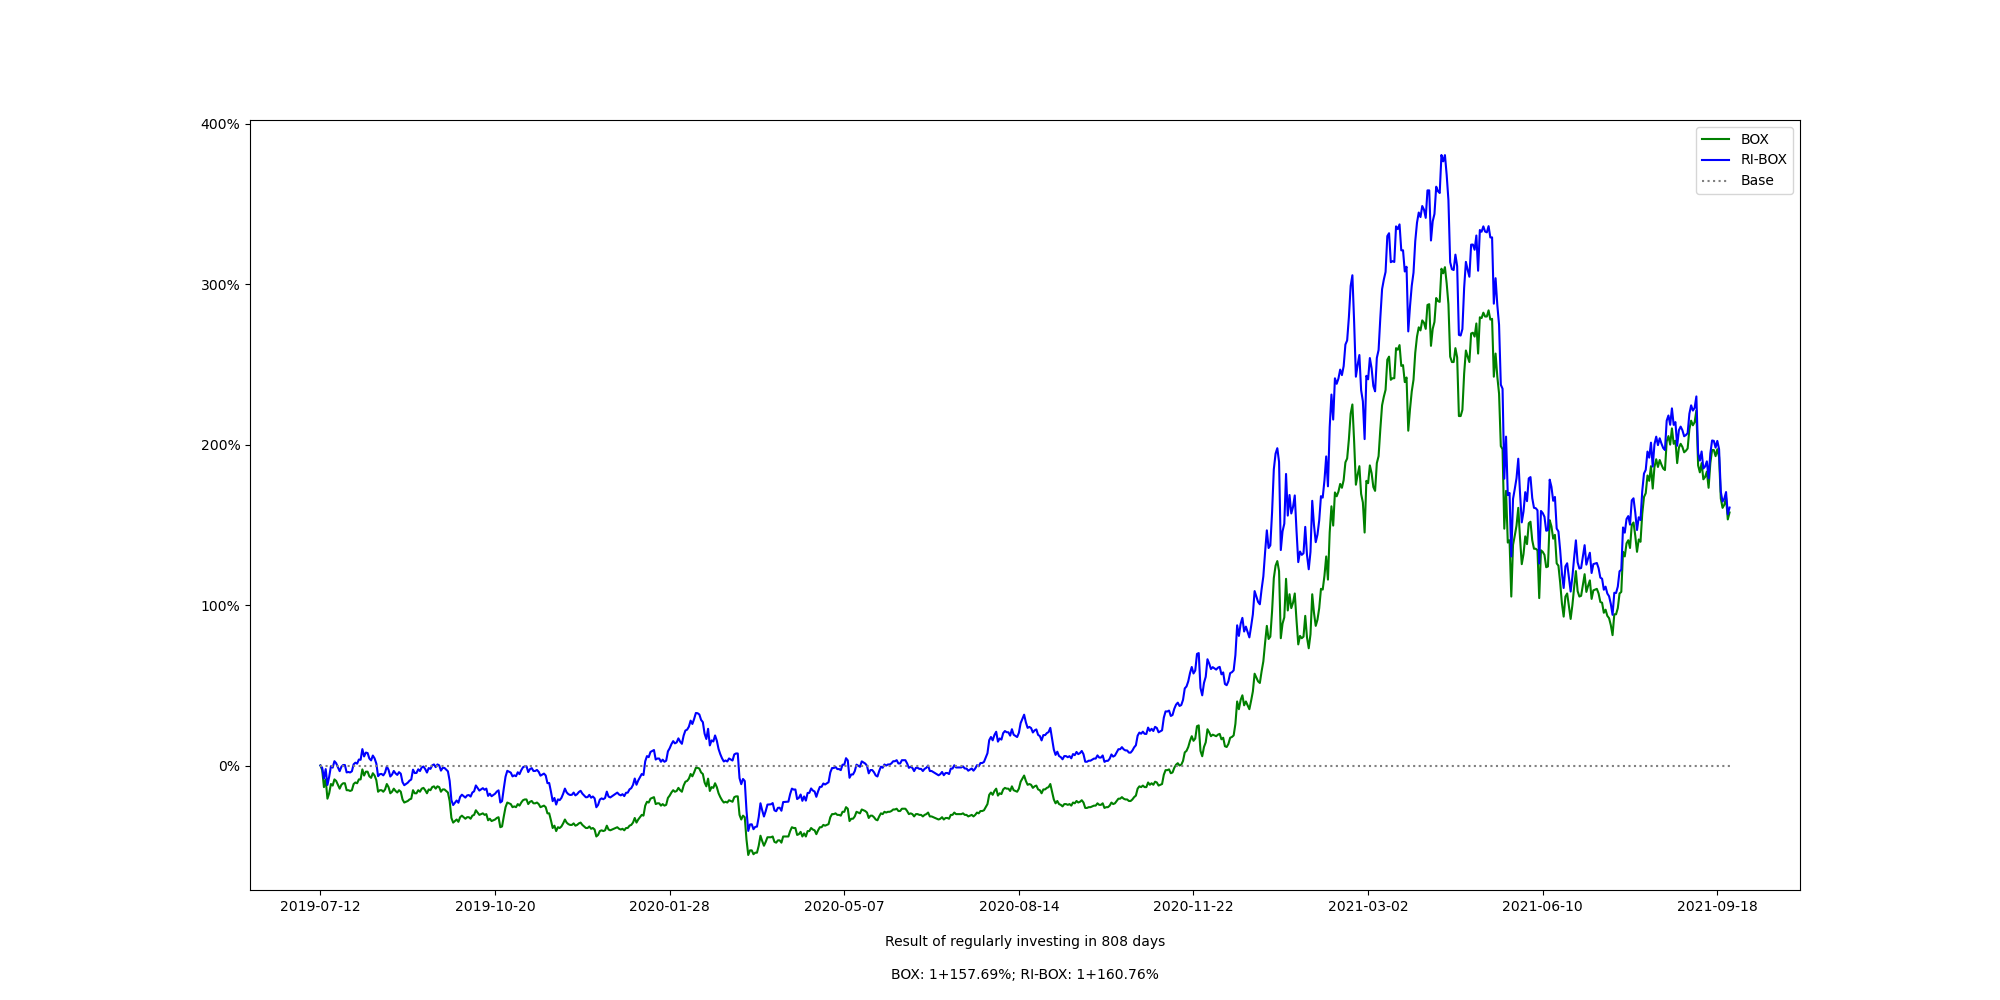 400%
300%
200%
100%
0%
BOX
RI-BOX
Base
2019-07-12 2019-10-20 2020-01-28 2020-05-07 2020-08-14 2020-11-22 2021-03-02 2021-06-10 2021-09-18
Result of regularly investing in 808 days
BOX: 1+157.69%; RI-BOX: 1+160.76%